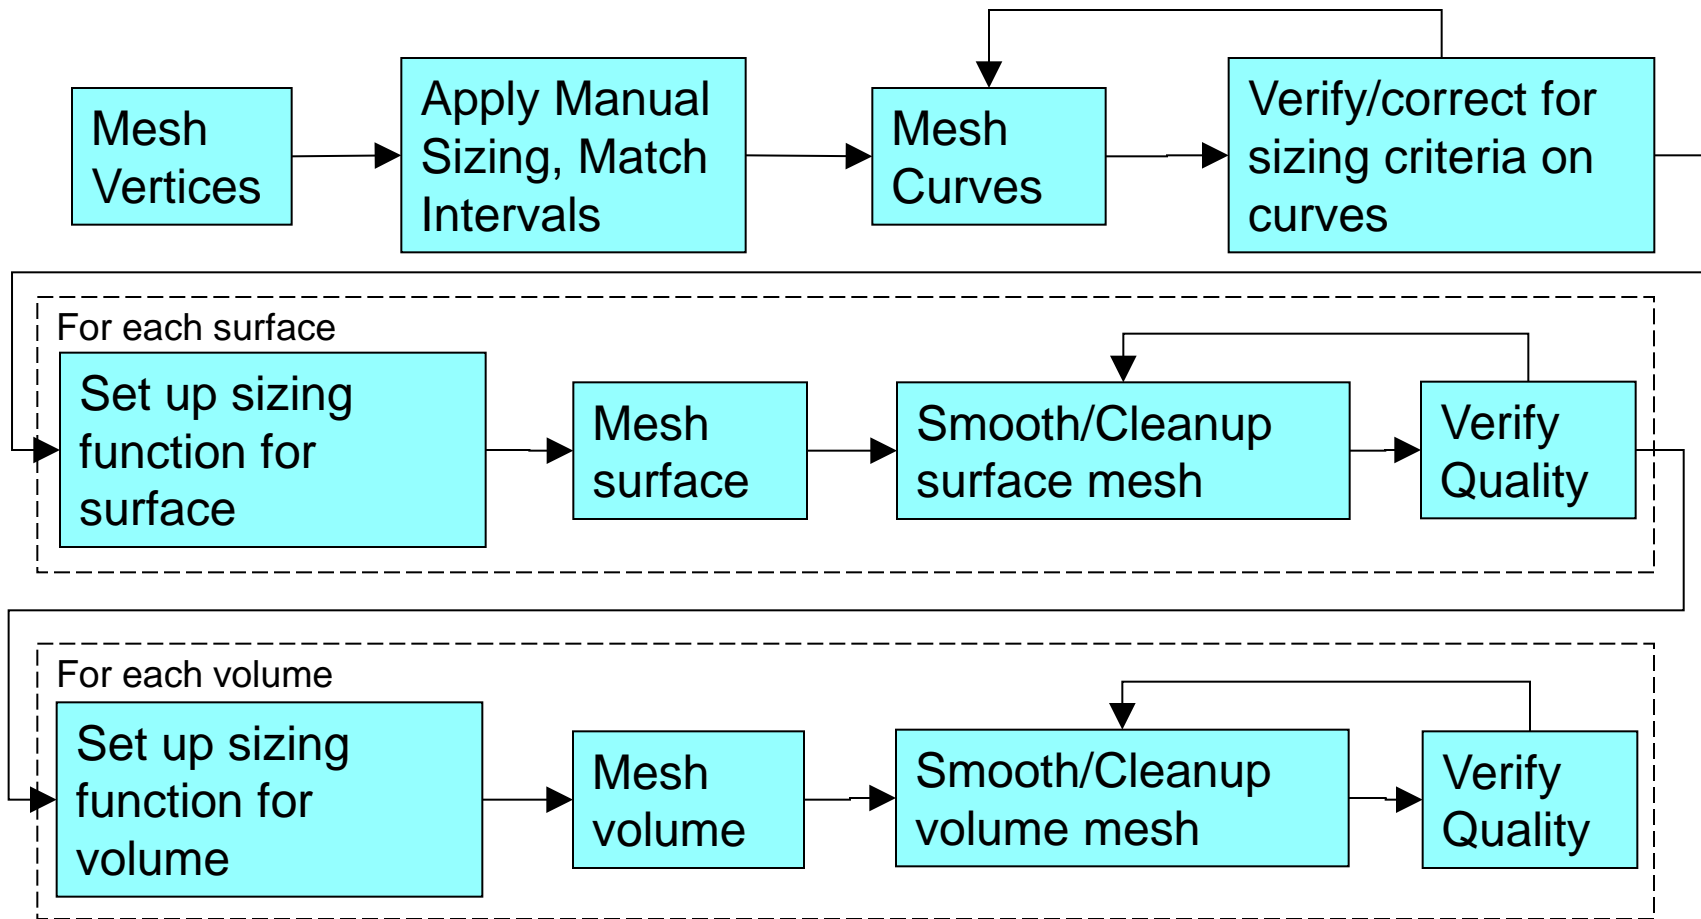 Mesh
Vertices
Apply Manual
Sizing, Match
Intervals
Mesh
Curves
Verify/correct for
sizing criteria on
curves
For each surface
Set up sizing
function for
surface
Mesh
surface
Smooth/Cleanup
surface mesh
Verify
Quality
For each volume
Set up sizing
function for
volume
Mesh
volume
Smooth/Cleanup
volume mesh
Verify
Quality